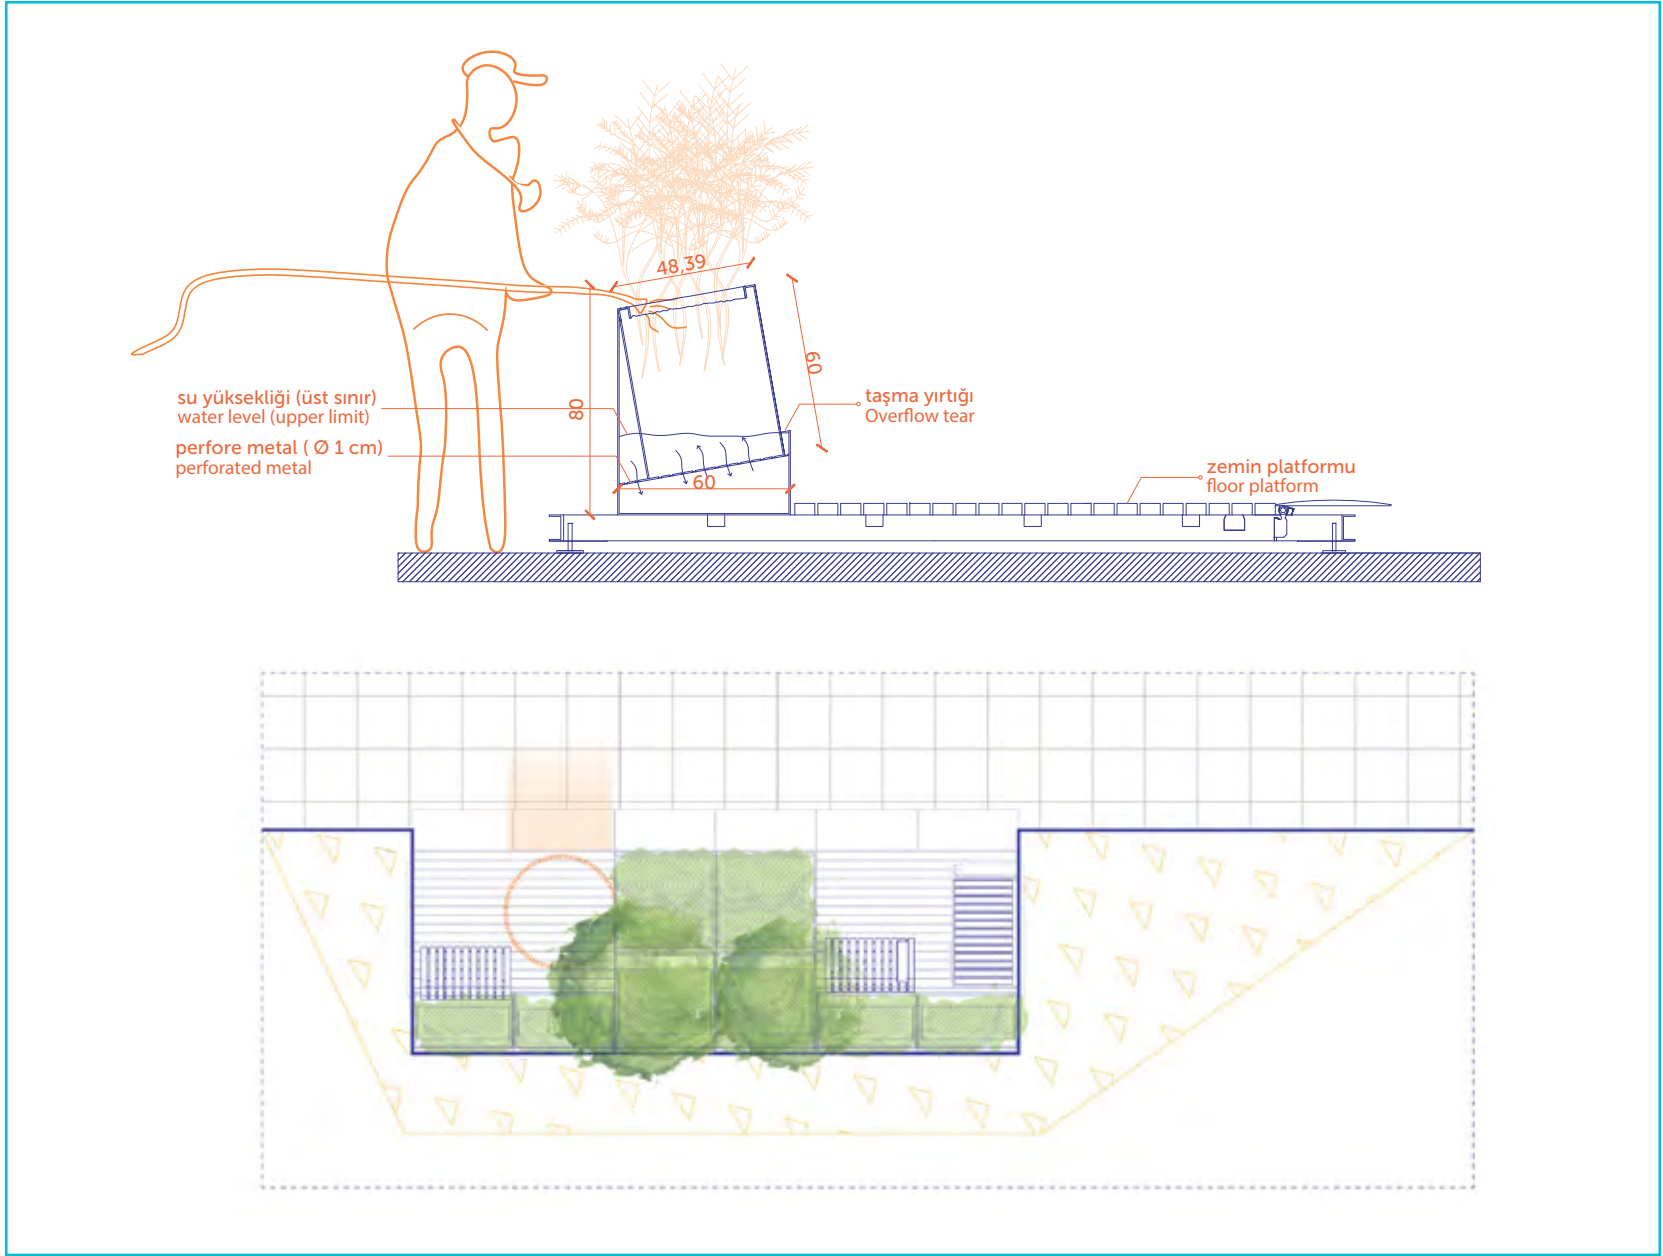 48,39
60
80
su yüksekliği (üst sınır)
water level (upper limit)
taşma yırtığı
Overflow tear
perfore metal ( Ø 1 cm)
perforated metal
60
zemin platformu
floor platform